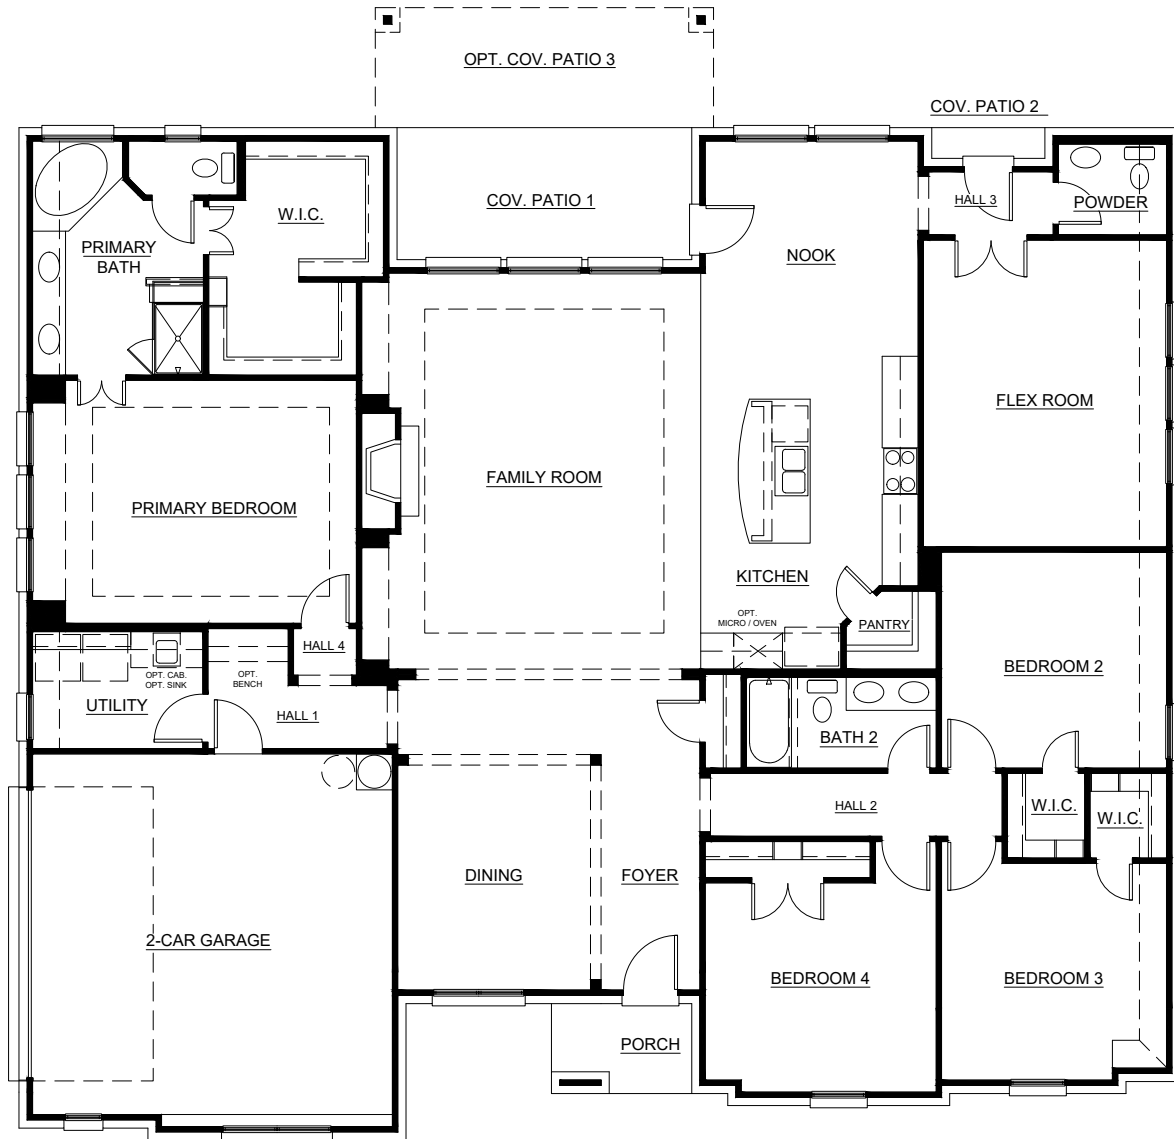 OPT. COV. PATIO 3
COV. PATIO 2
COV. PATIO 1
W.I.C.
HALL 3
POWDER
PRIMARY
BATH
NOOK
FLEX ROOM
FAMILY ROOM
PRIMARY BEDROOM
KITCHEN
OPT.
MICRO / OVEN
PANTRY
HALL 4
BEDROOM 2
OPT. CAB.
OPT. SINK
OPT.
BENCH
UTILITY
HALL 1
BATH 2
HALL 2
W.I.C.
W.I.C.
DINING
FOYER
2-CAR GARAGE
BEDROOM 4
BEDROOM 3
PORCH